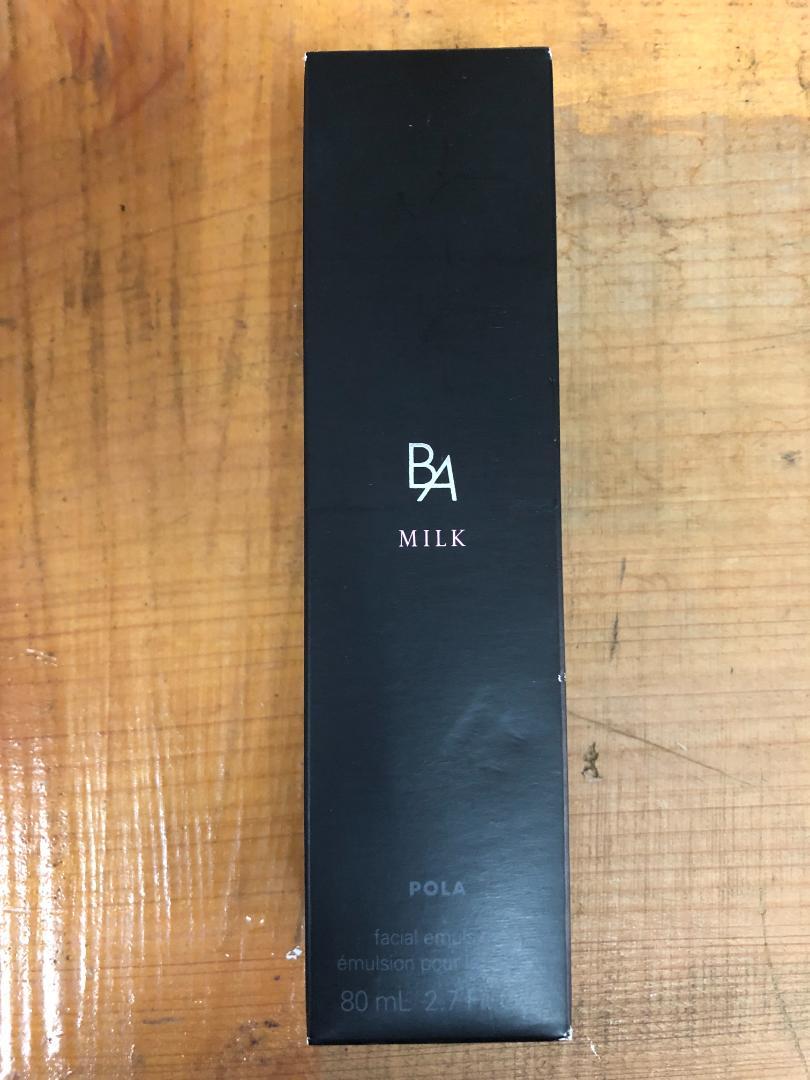 BA
MILK
POLA
facial
émulsion pour
80 mL 2.7